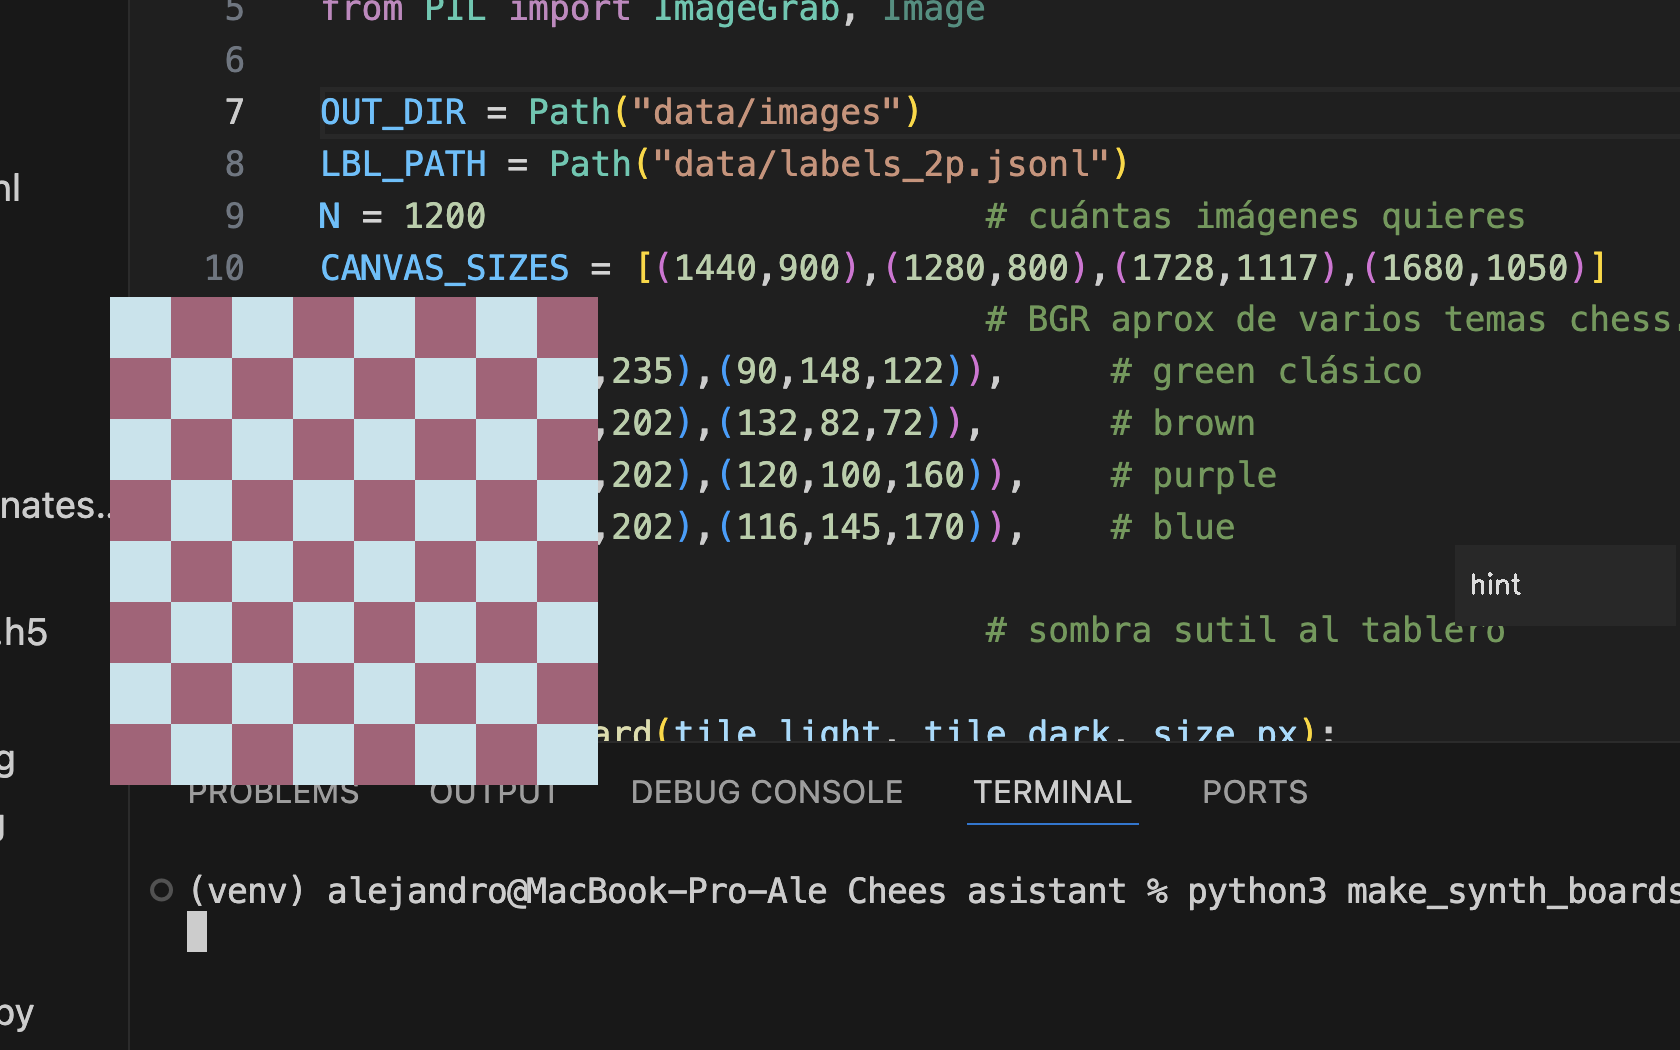 5 from PIL import ImageGrab, Image
6
7 OUT_DIR = Path("data/images")
8 LBL_PATH = Path("data/labels_2p.jsonl")
nl
9 N = 1200 # cuántas imágenes quieres
10 CANVAS_SIZES = [(1440,900),(1280,800),(1728,1117),(1680,1050)]
# BGR aprox de varios temas chess.
,235),(90,148,122)), # green clásico
,202),(132,82,72)), # brown
,202),(120,100,160)), # purple
nates..
,202),(116,145,170)), # blue
hint
.h5
# sombra sutil al tablero
ard(tile_light, tile_dark, size_px):
g
PROBLEMS OUTPUT DEBUG CONSOLE TERMINAL PORTS
(venv) alejandro@MacBook-Pro-Ale Chees asistant % python3 make_synth_boards
py